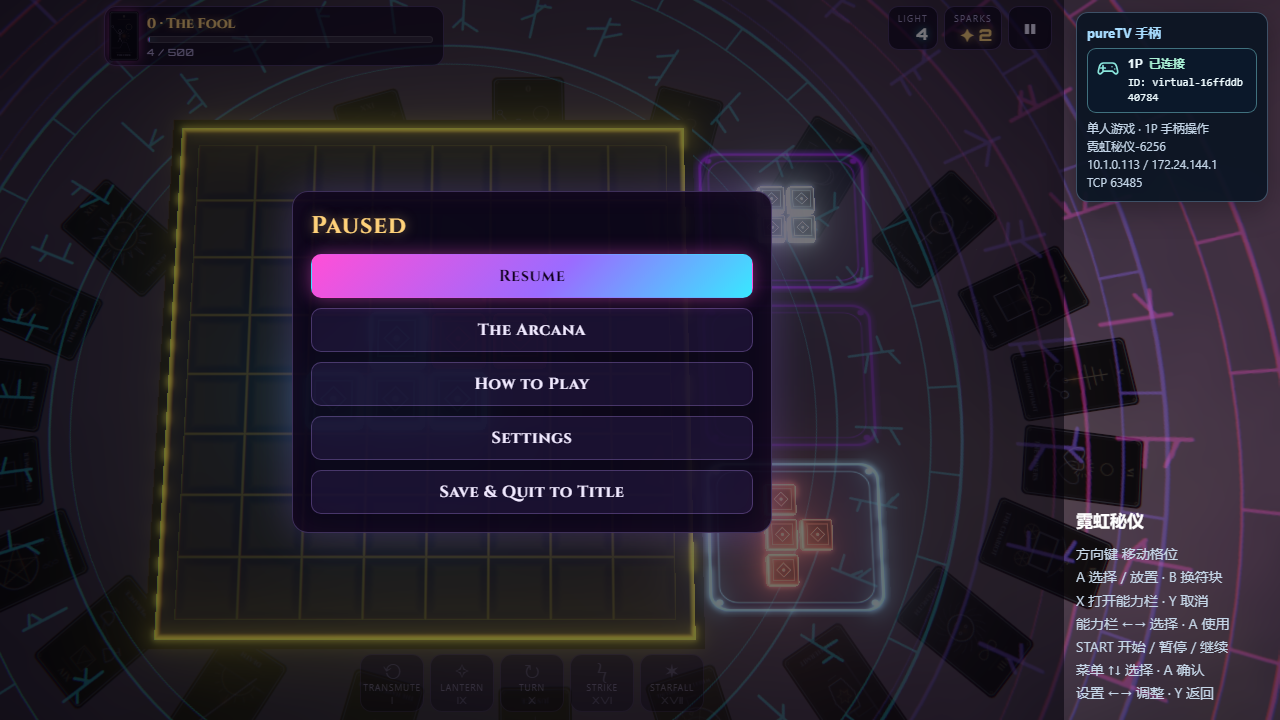 0 · The Fool
4 / 500
LIGHT
4
SPARKS
2
Paused
Resume
The Arcana
How to Play
Settings
Save & Quit to Title
TRANSMUTE
I
LANTERN
IX
TURN
X
STRIKE
XVI
STARFALL
XVII
pureTV 手柄
1P 已连接
ID: virtual-16ffddb
40784
单人游戏 · 1P 手柄操作
霓虹秘仪-6256
10.1.0.113 / 172.24.144.1
TCP 63485
霓虹秘仪
方向键 移动格位
A 选择 / 放置 · B 换符块
X 打开能力栏 · Y 取消
能力栏 ←→ 选择 · A 使用
START 开始 / 暂停 / 继续
菜单 ↑↓ 选择 · A 确认
设置 ←→ 调整 · Y 返回